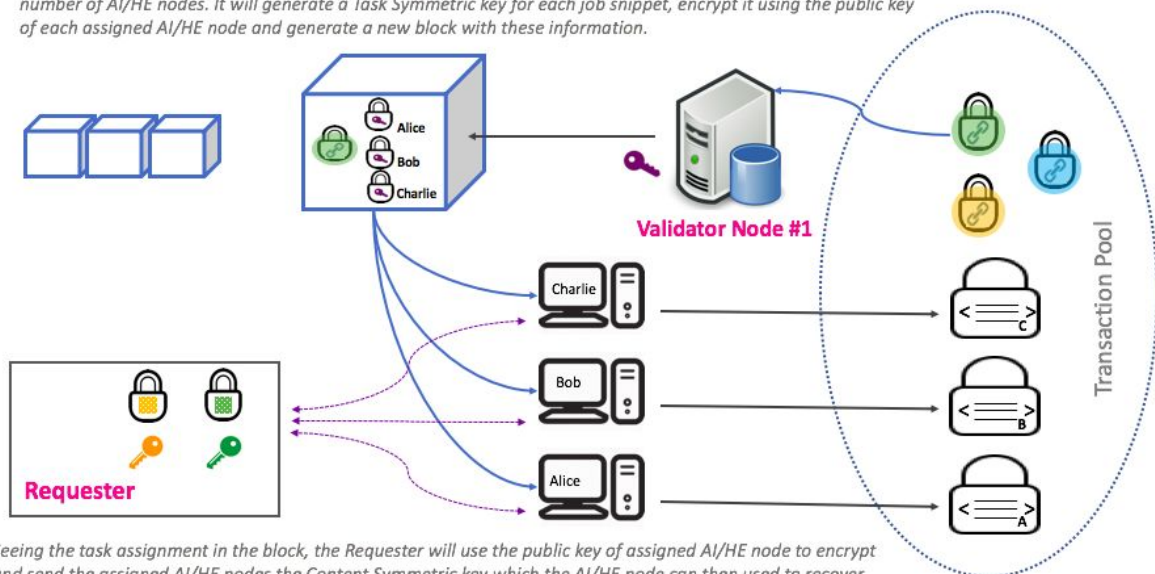 number of AI/HE nodes. It will generate a Task Symmetric key for each job snippet, encrypt it using the public key
of each assigned AI/HE node and generate a new block with these information.
Alice
Bob
Charlie
Validator Node #1
Charlie
< > C
Bob
< > B
Alice
< > A
Transaction Pool
Requester
eeing the task assignment in the block, the Requester will use the public key of assigned AI/HE node to encrypt
nd send the assigned AI/HE nodes the Content Symmetric key which the AI/HE node can then used to recover